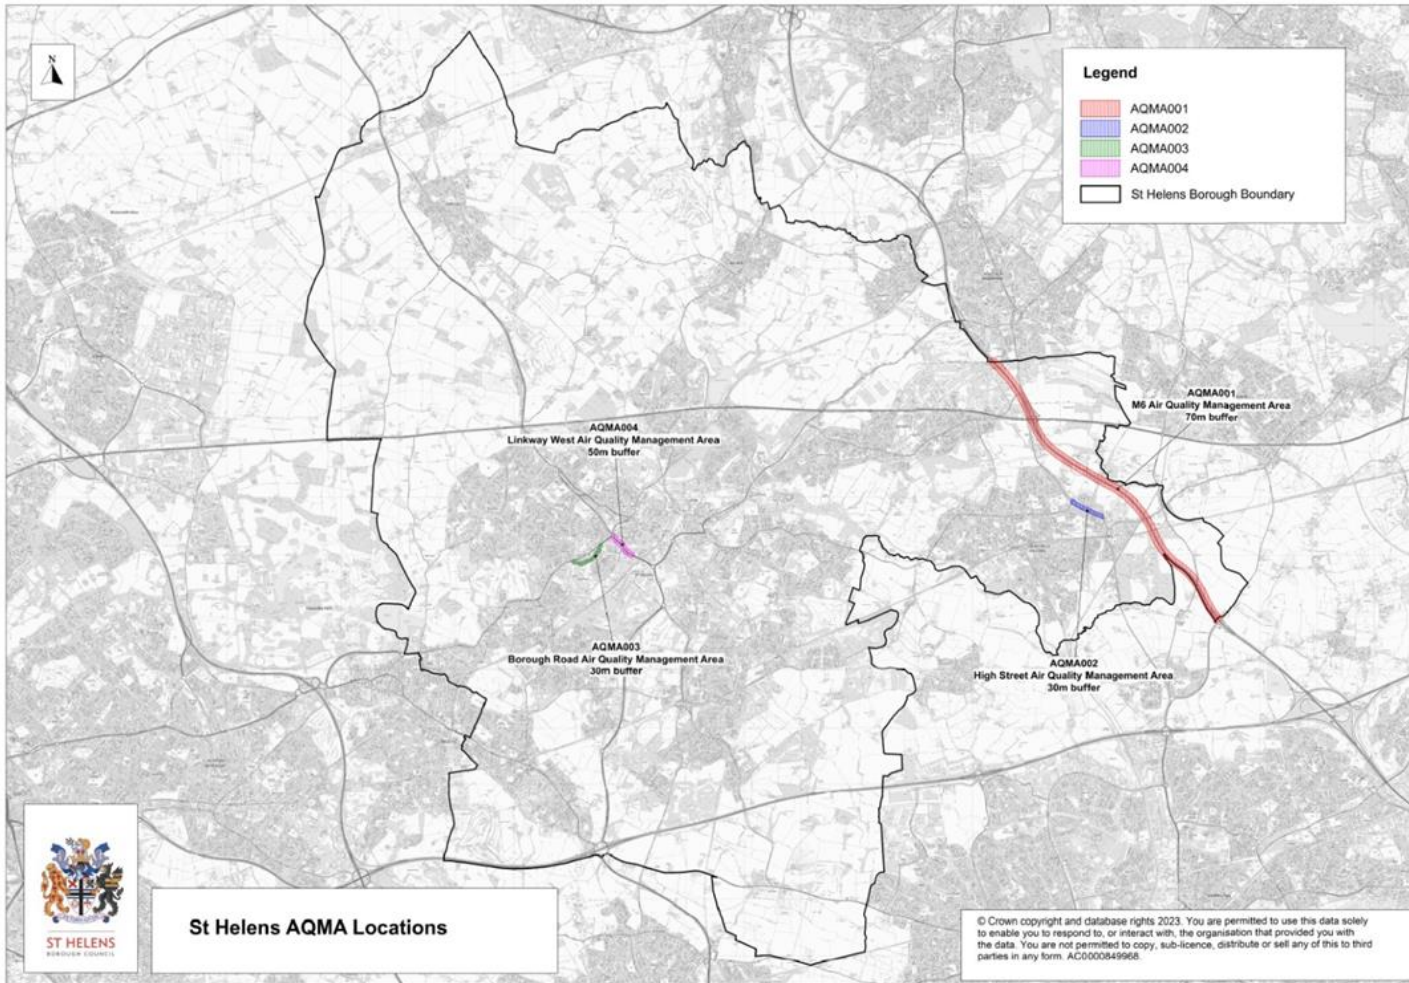 N
Legend
AQMA001
AQMA002
AQMA003
AQMA004
St Helens Borough Boundary
AQMA001
M6 Air Quality Management Area
70m buffer
AQMA004
Linkway West Air Quality Management Area
50m buffer
AQMA003
Borough Road Air Quality Management Area
30m buffer
AQMA002
High Street Air Quality Management Area
30m buffer
ST HELENS
BOROUGH COUNCIL
St Helens AQMA Locations
© Crown copyright and database rights 2023. You are permitted to use this data solely
to enable you to respond to, or interact with, the organisation that provided you with
the data. You are not permitted to copy, sub-licence, distribute or sell any of this to third
parties in any form. AC0000849968.